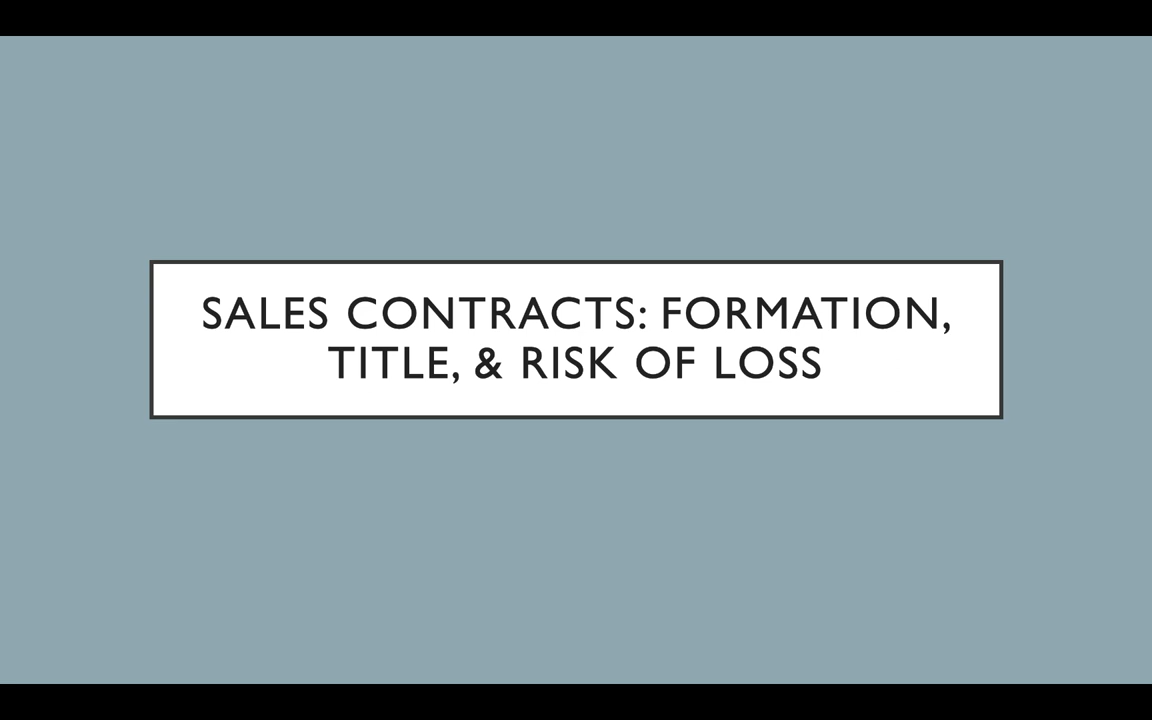 SALES CONTRACTS: FORMATION,
TITLE, & RISK OF LOSS